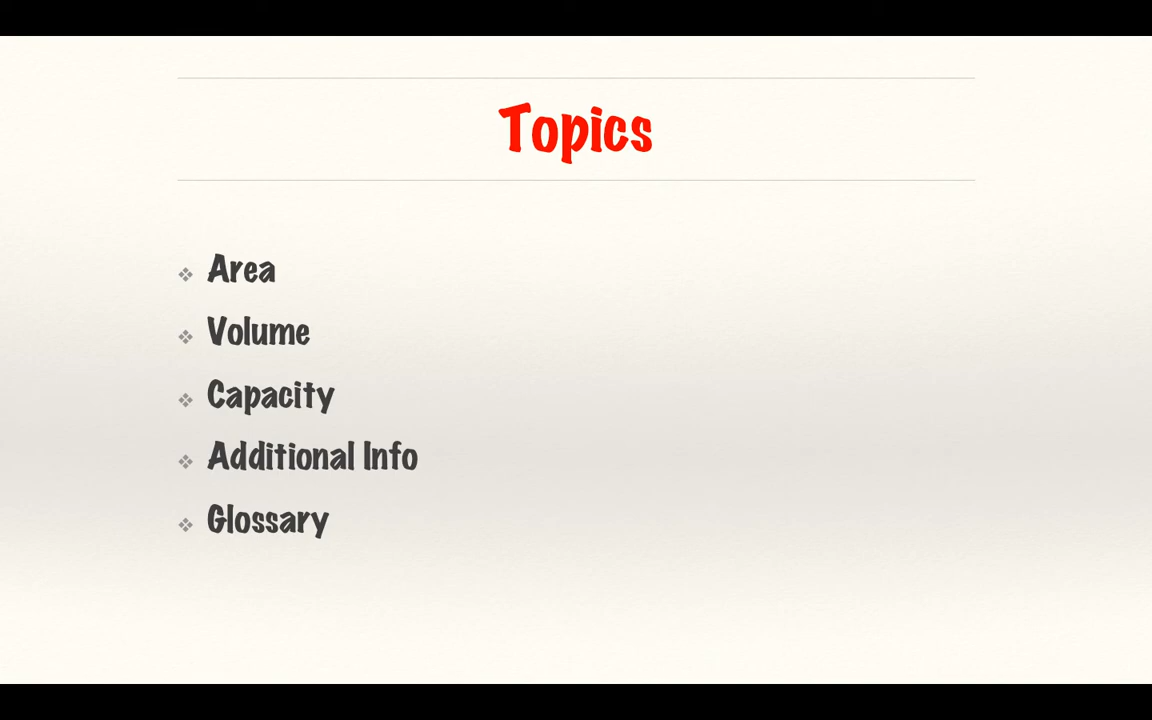 Topics
Area
Volume
Capacity
Additional Info
Glossary